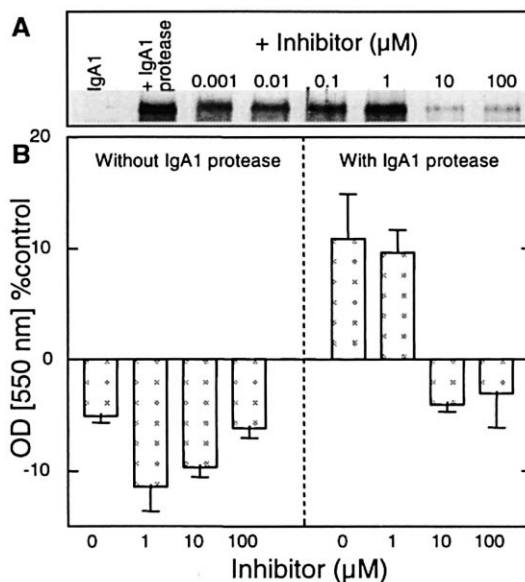 A
IgA1
+ IgA1
protease
+ Inhibitor (μM)
0.001 0.01 0.1 1 10 100
B
Without IgA1 protease
With IgA1 protease
OD [550 nm] %control
20
10
0
-10
0 1 10 100 0 1 10 100
Inhibitor (μM)